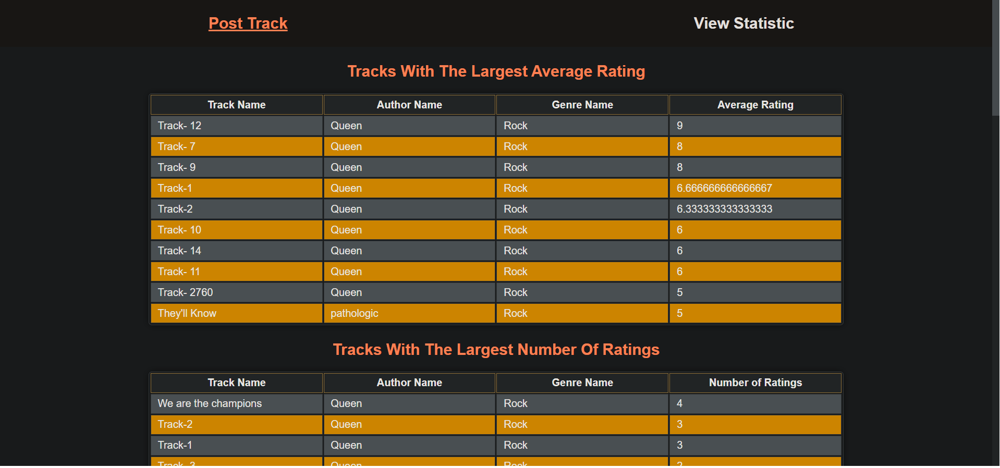 Post Track View Statistic
Tracks With The Largest Average Rating
Track Name Author Name Genre Name Average Rating
Track- 12 Queen Rock 9
Track- 7 Queen Rock 8
Track- 9 Queen Rock 8
Track-1 Queen Rock 6.666666666666667
Track-2 Queen Rock 6.333333333333333
Track- 10 Queen Rock 6
Track- 14 Queen Rock 6
Track- 11 Queen Rock 6
Track- 2760 Queen Rock 5
They'll Know pathologic Rock 5
Tracks With The Largest Number Of Ratings
Track Name Author Name Genre Name Number of Ratings
We are the champions Queen Rock 4
Track-2 Queen Rock 3
Track-1 Queen Rock 3
Track- 3 Queen Rock 2